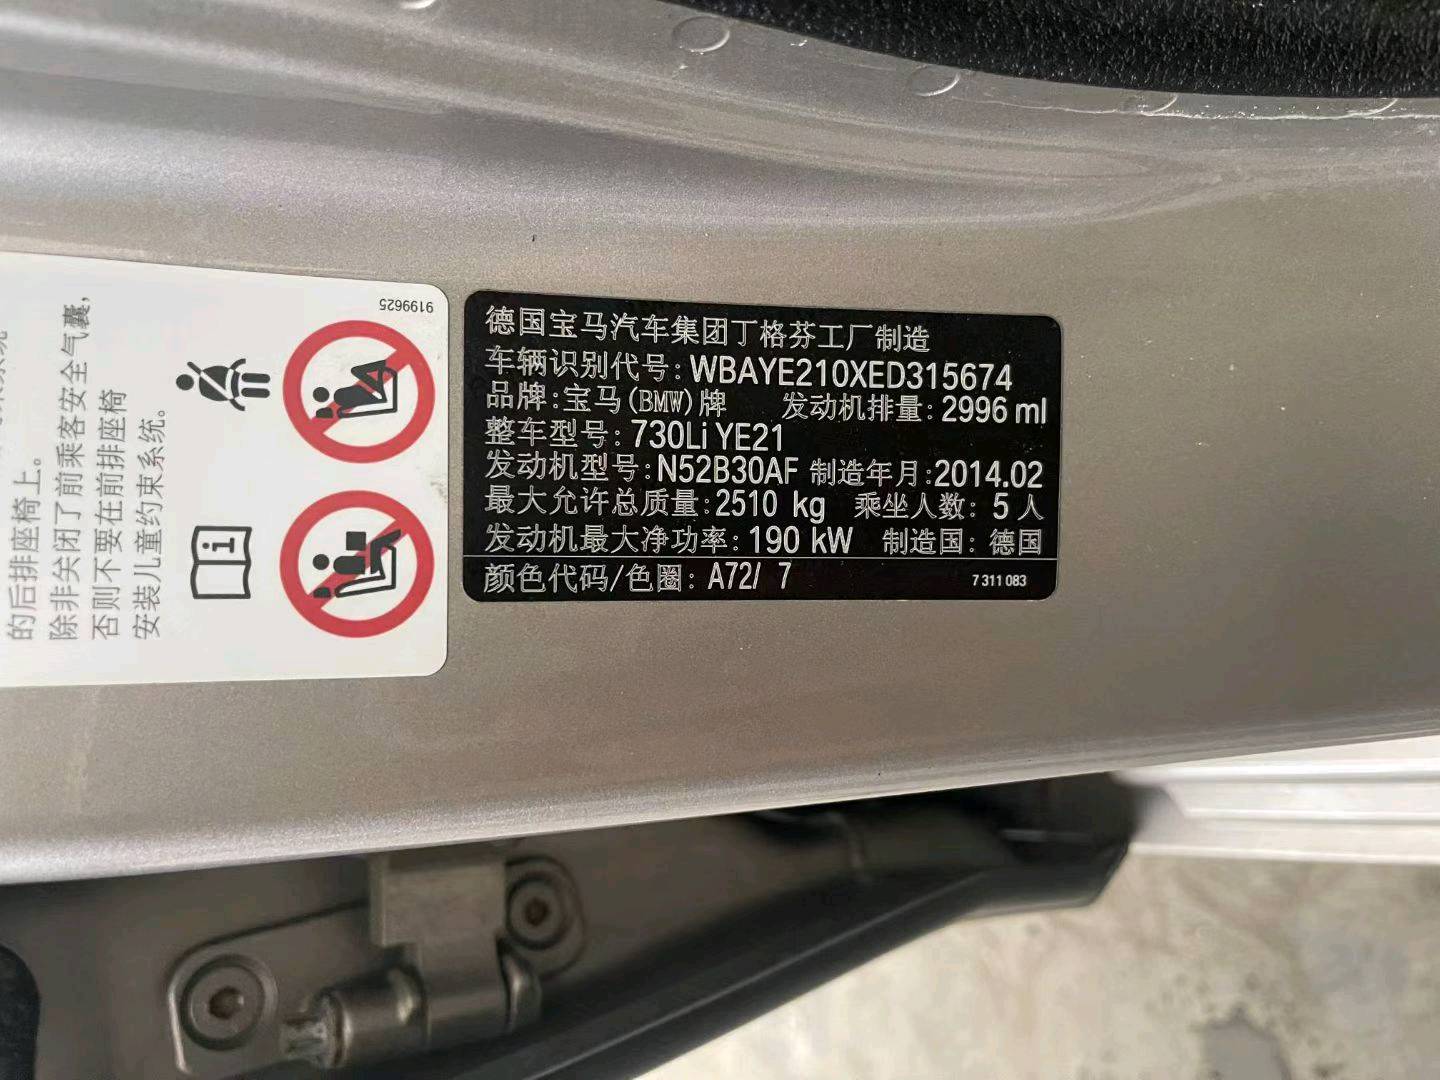 德国宝马汽车集团丁格芬工厂制造
车辆识别代号: WBAYE210XED315674
品牌:宝马(BMW)牌 发动机排量: 2996 ml
整车型号: 730Li YE21
发动机型号: N52B30AF 制造年月:2014.02
最大允许总质量: 2510 kg 乘坐人数: 5 人
发动机最大净功率: 190 kW 制造国: 德国
颜色代码/色圈: A72/ 7 7 311 083
9199625
的后排座椅上。
除非关闭了前乘客安全气囊,
否则不要在前排座椅
安装儿童约束系统。